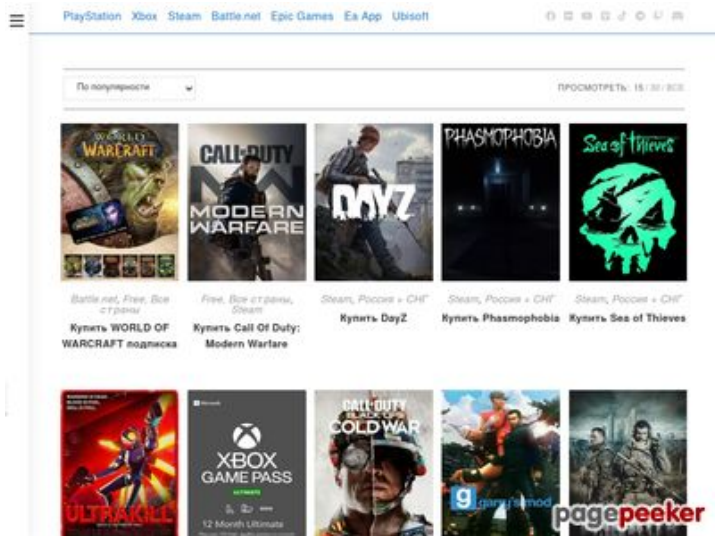 PlayStation Xbox Steam Battle.net Epic Games Ea App Ubisoft
По популярности
ПРОСМОТРЕТЬ: 15 / 30 / ВСЕ
WORLD
WARCRAFT
CALL OF DUTY
MODERN
WARFARE
DAYZ
PHASMOPHOBIA
Sea of Thieves
Battle.net, Free, Все
страны
Купить WORLD OF
WARCRAFT подписка
Free, Все страны,
Steam
Купить Call Of Duty:
Modern Warfare
Steam, Россия + СНГ
Купить DayZ
Steam, Россия + СНГ
Купить Phasmophobia
Steam, Россия + СНГ
Купить Sea of Thieves
ULTRAKILL
Microsoft
XBOX
GAME PASS
ULTIMATE
12 Month Ultimate
CALL OF DUTY
BLACK OPS
COLD WAR
g
garry's mod
pagepeeker